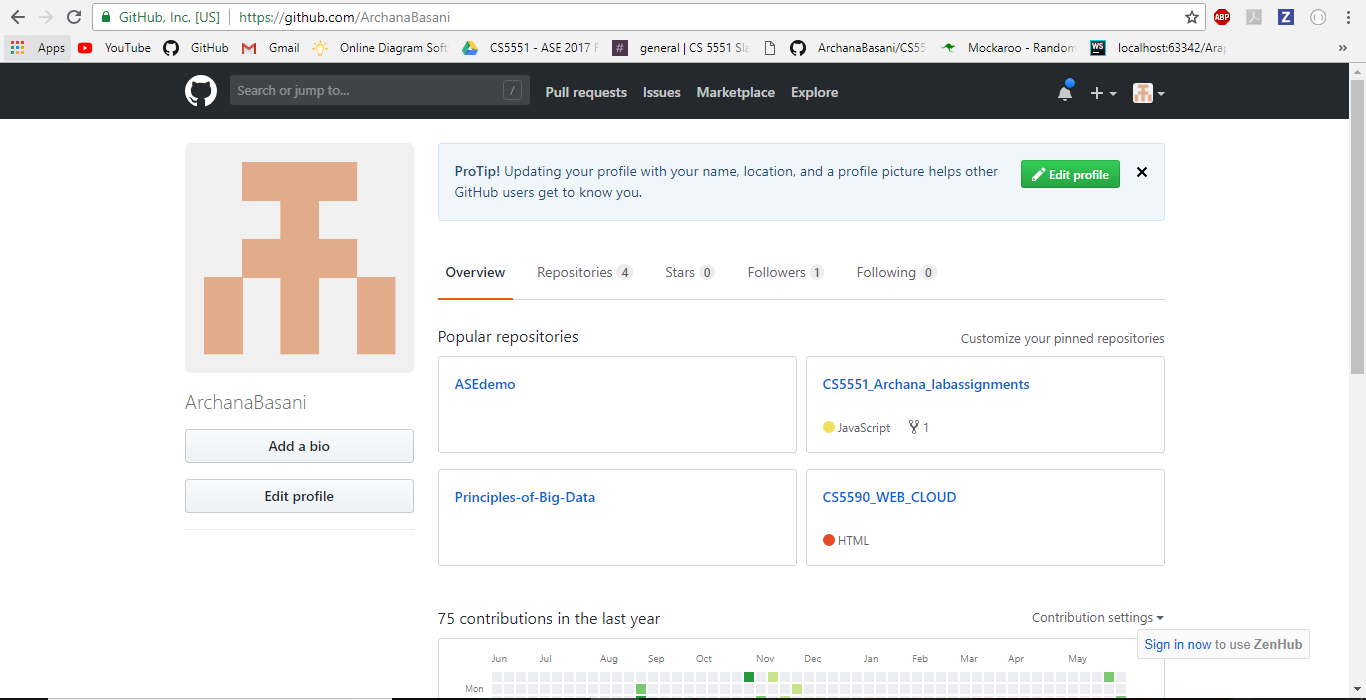 GitHub, Inc. [US] | https://github.com/ArchanaBasani
ABP
Z
Apps YouTube GitHub Gmail Online Diagram Soft CS5551 - ASE 2017 F # general | CS 5551 Sla ArchanaBasani/CS55 Mockaroo - Random WS localhost:63342/Ara »
Search or jump to... /
Pull requests Issues Marketplace Explore
ProTip! Updating your profile with your name, location, and a profile picture helps other
GitHub users get to know you.
Edit profile
Overview Repositories 4 Stars 0 Followers 1 Following 0
Popular repositories
Customize your pinned repositories
ASEdemo
CS5551_Archana_labassignments
JavaScript 1
ArchanaBasani
Add a bio
Edit profile
Principles-of-Big-Data
CS5590_WEB_CLOUD
HTML
75 contributions in the last year
Contribution settings
Sign in now to use ZenHub
Jun Jul Aug Sep Oct Nov Dec Jan Feb Mar Apr May
Mon